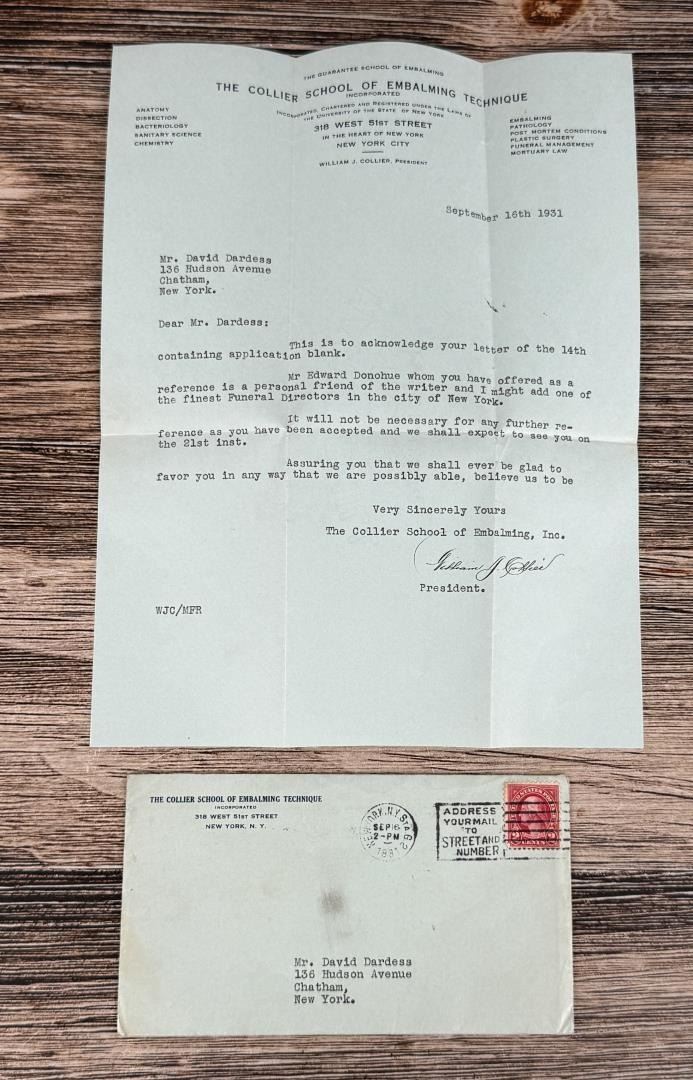 THE GUARANTEE SCHOOL OF EMBALMING
THE COLLIER SCHOOL OF EMBALMING TECHNIQUE
INCORPORATED
INCORPORATED, CHARTERED AND REGISTERED UNDER THE LAWS OF
THE UNIVERSITY OF THE STATE OF NEW YORK
318 WEST 51ST STREET
IN THE HEART OF NEW YORK
NEW YORK CITY
WILLIAM J. COLLIER, PRESIDENT
ANATOMY
DISSECTION
BACTERIOLOGY
SANITARY SCIENCE
CHEMISTRY
EMBALMING
PATHOLOGY
POST MORTEM CONDITIONS
PLASTIC SURGERY
FUNERAL MANAGEMENT
MORTUARY LAW
September 16th 1931
Mr. David Dardess
136 Hudson Avenue
Chatham,
New York.
Dear Mr. Dardess:
This is to acknowledge your letter of the 14th
containing application blank.
Mr Edward Donohue whom you have offered as a
reference is a personal friend of the writer and I might add one of
the finest Funeral Directors in the city of New York.
It will not be necessary for any further re-
ference as you have been accepted and we shall expect to see you on
the 21st inst.
Assuring you that we shall ever be glad to
favor you in any way that we are possibly able, believe us to be
Very Sincerely Yours
The Collier School of Embalming, Inc.
William J. Collier
President.
WJC/MFR
THE COLLIER SCHOOL OF EMBALMING TECHNIQUE
INCORPORATED
318 WEST 51ST STREET
NEW YORK, N. Y.
NEW YORK, N.Y. STA
SEP 16
2-PM
1931
ADDRESS
YOUR MAIL
TO
STREET AND
NUMBER
CENTS
Mr. David Dardess
136 Hudson Avenue
Chatham,
New York.